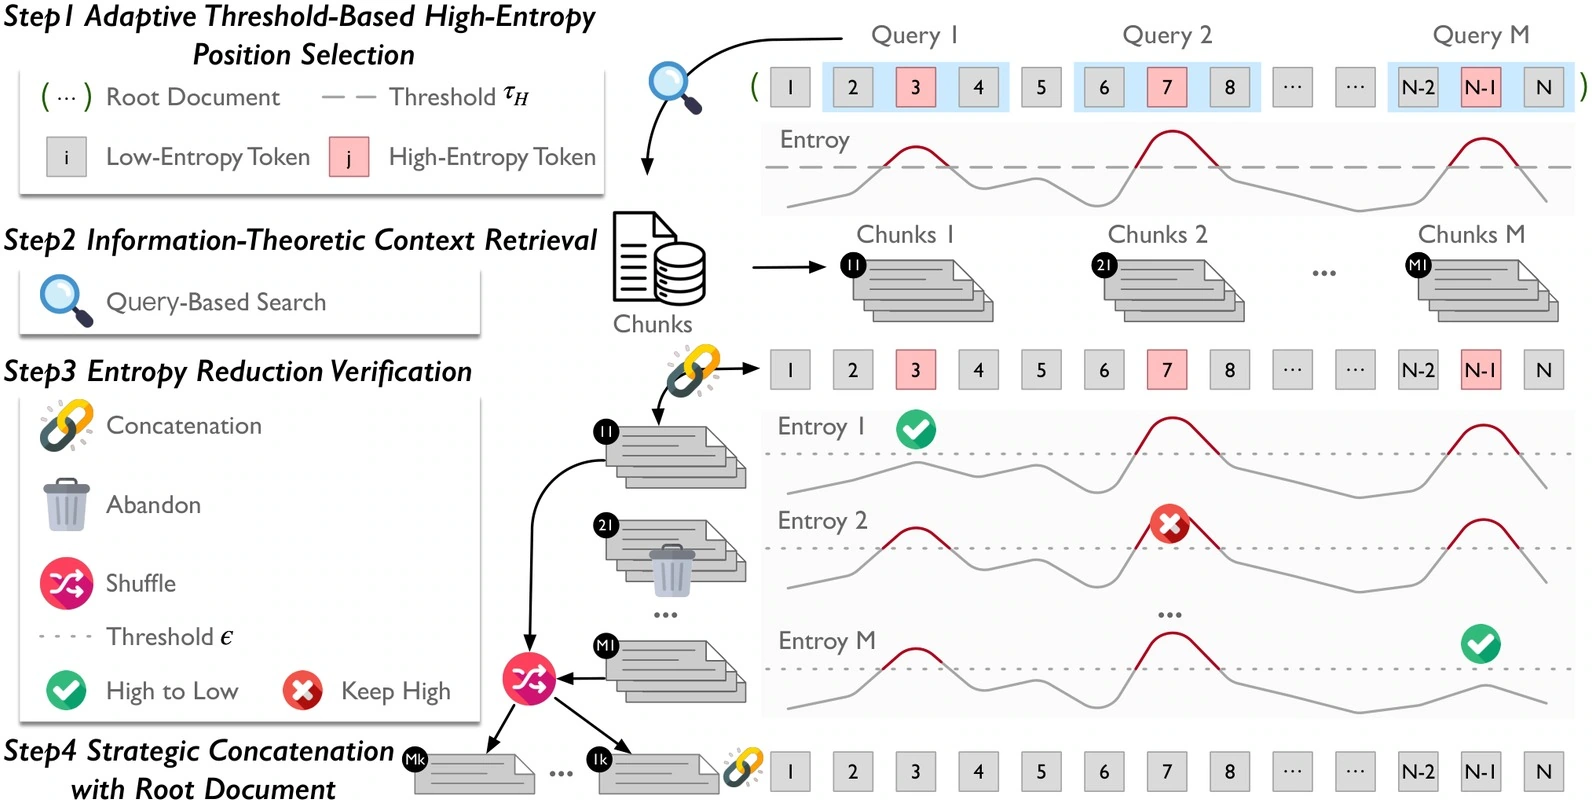 Step1 Adaptive Threshold-Based High-Entropy
Position Selection
( ... ) Root Document
Threshold τH
i Low-Entropy Token
j High-Entropy Token
Query 1 Query 2 Query M
( 1 2 3 4 5 6 7 8 ... ... N-2 N-1 N )
Entroy
Step2 Information-Theoretic Context Retrieval
Query-Based Search
Chunks
Chunks 1 Chunks 2 Chunks M
11 21 ... M1
Step3 Entropy Reduction Verification
Concatenation
Abandon
Shuffle
Threshold ϵ
High to Low Keep High
1 2 3 4 5 6 7 8 ... ... N-2 N-1 N
11
Entroy 1
21
Entroy 2
... ...
M1
Entroy M
Step4 Strategic Concatenation
with Root Document
Mk ... 1k
1 2 3 4 5 6 7 8 ... ... N-2 N-1 N